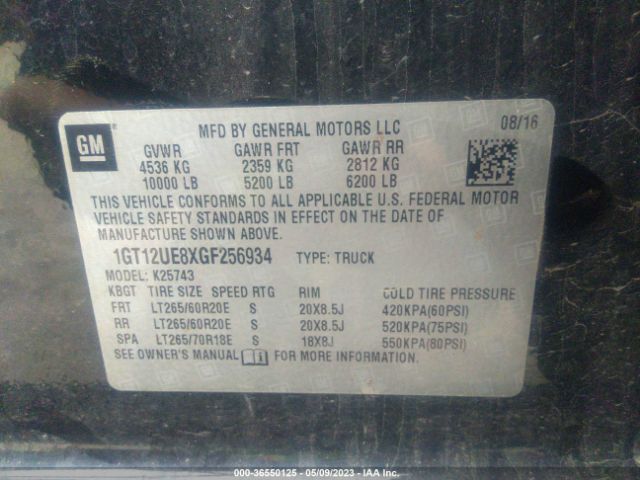 GM
MFD BY GENERAL MOTORS LLC 08/16
GVWR GAWR FRT GAWR RR
4536 KG 2359 KG 2812 KG
10000 LB 5200 LB 6200 LB
THIS VEHICLE CONFORMS TO ALL APPLICABLE U.S. FEDERAL MOTOR
VEHICLE SAFETY STANDARDS IN EFFECT ON THE DATE OF
MANUFACTURE SHOWN ABOVE.
1GT12UE8XGF256934 TYPE: TRUCK
MODEL: K25743
KBGT TIRE SIZE SPEED RTG RIM COLD TIRE PRESSURE
FRT LT265/60R20E S 20X8.5J 420KPA(60PSI)
RR LT265/60R20E S 20X8.5J 520KPA(75PSI)
SPA LT265/70R18E S 18X8J 550KPA(80PSI)
SEE OWNER'S MANUAL FOR MORE INFORMATION
000-36550125 - 05/09/2023 - IAA Inc.